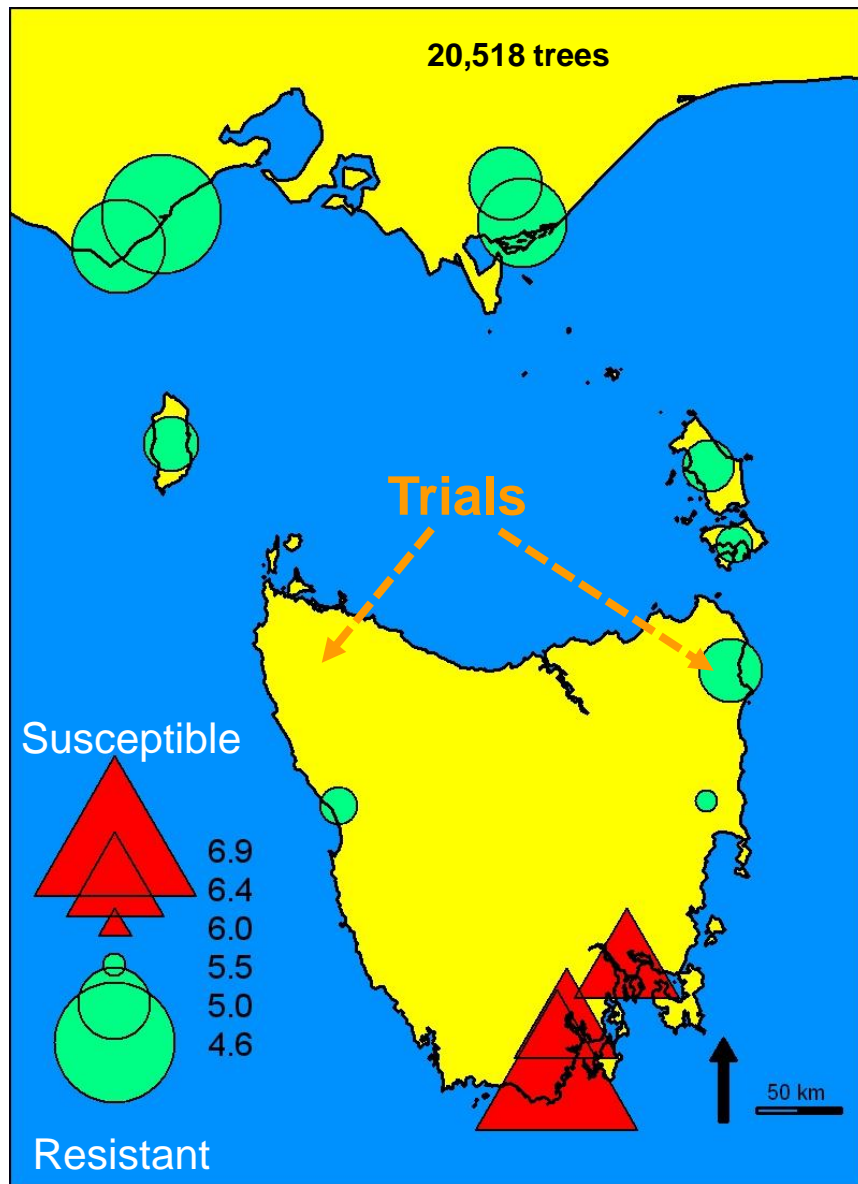 20,518 trees
Trials
Susceptible
6.9
6.4
6.0
5.5
5.0
4.6
50 km
Resistant